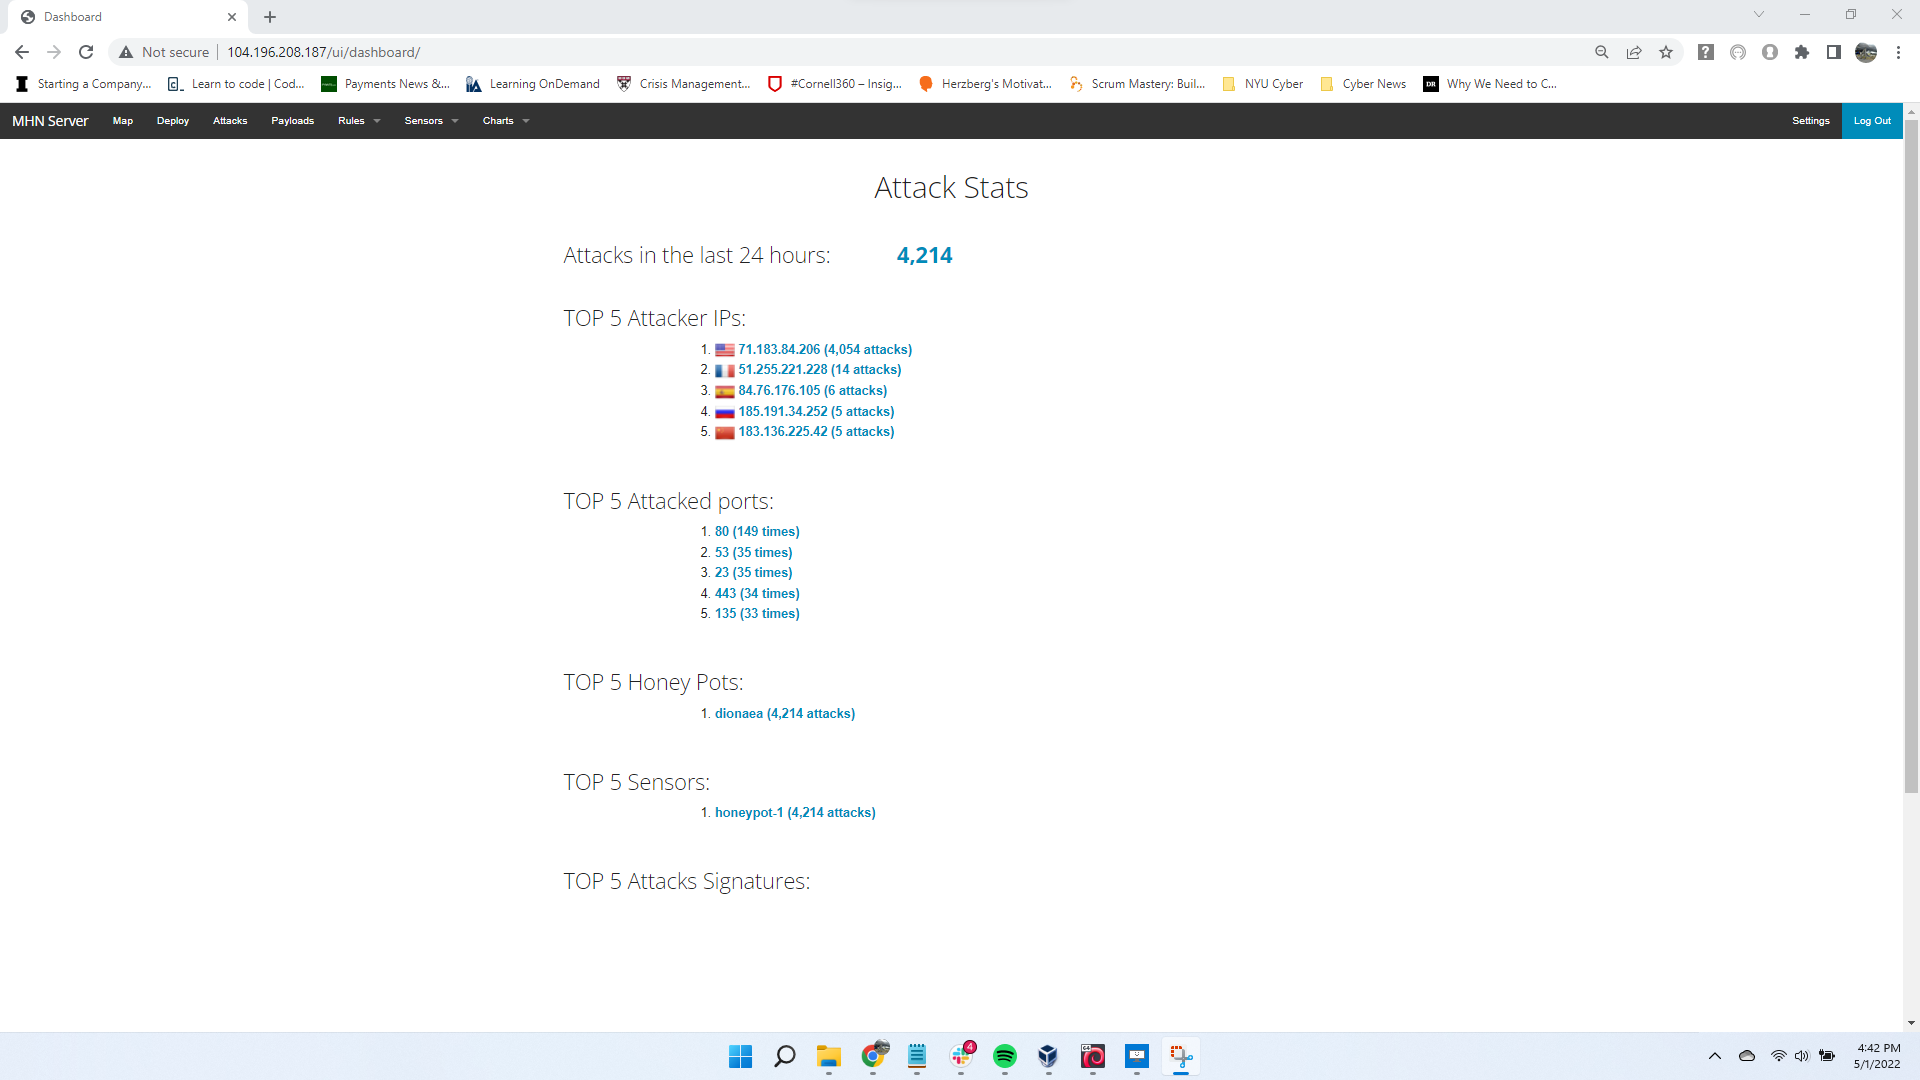 Dashboard
Not secure
104.196.208.187/ui/dashboard/
Starting a Company...
Learn to code | Cod...
Payments News &...
Learning OnDemand
Crisis Management...
#Cornell360 – Insig...
Herzberg's Motivat...
Scrum Mastery: Buil...
NYU Cyber
Cyber News
DR
Why We Need to C...
MHN Server
Map
Deploy
Attacks
Payloads
Rules
Sensors
Charts
Settings
Log Out
Attack Stats
Attacks in the last 24 hours: 4,214
TOP 5 Attacker IPs:
1. 71.183.84.206 (4,054 attacks)
2. 51.255.221.228 (14 attacks)
3. 84.76.176.105 (6 attacks)
4. 185.191.34.252 (5 attacks)
5. 183.136.225.42 (5 attacks)
TOP 5 Attacked ports:
1. 80 (149 times)
2. 53 (35 times)
3. 23 (35 times)
4. 443 (34 times)
5. 135 (33 times)
TOP 5 Honey Pots:
1. dionaea (4,214 attacks)
TOP 5 Sensors:
1. honeypot-1 (4,214 attacks)
TOP 5 Attacks Signatures:
4
64
4:42 PM
5/1/2022